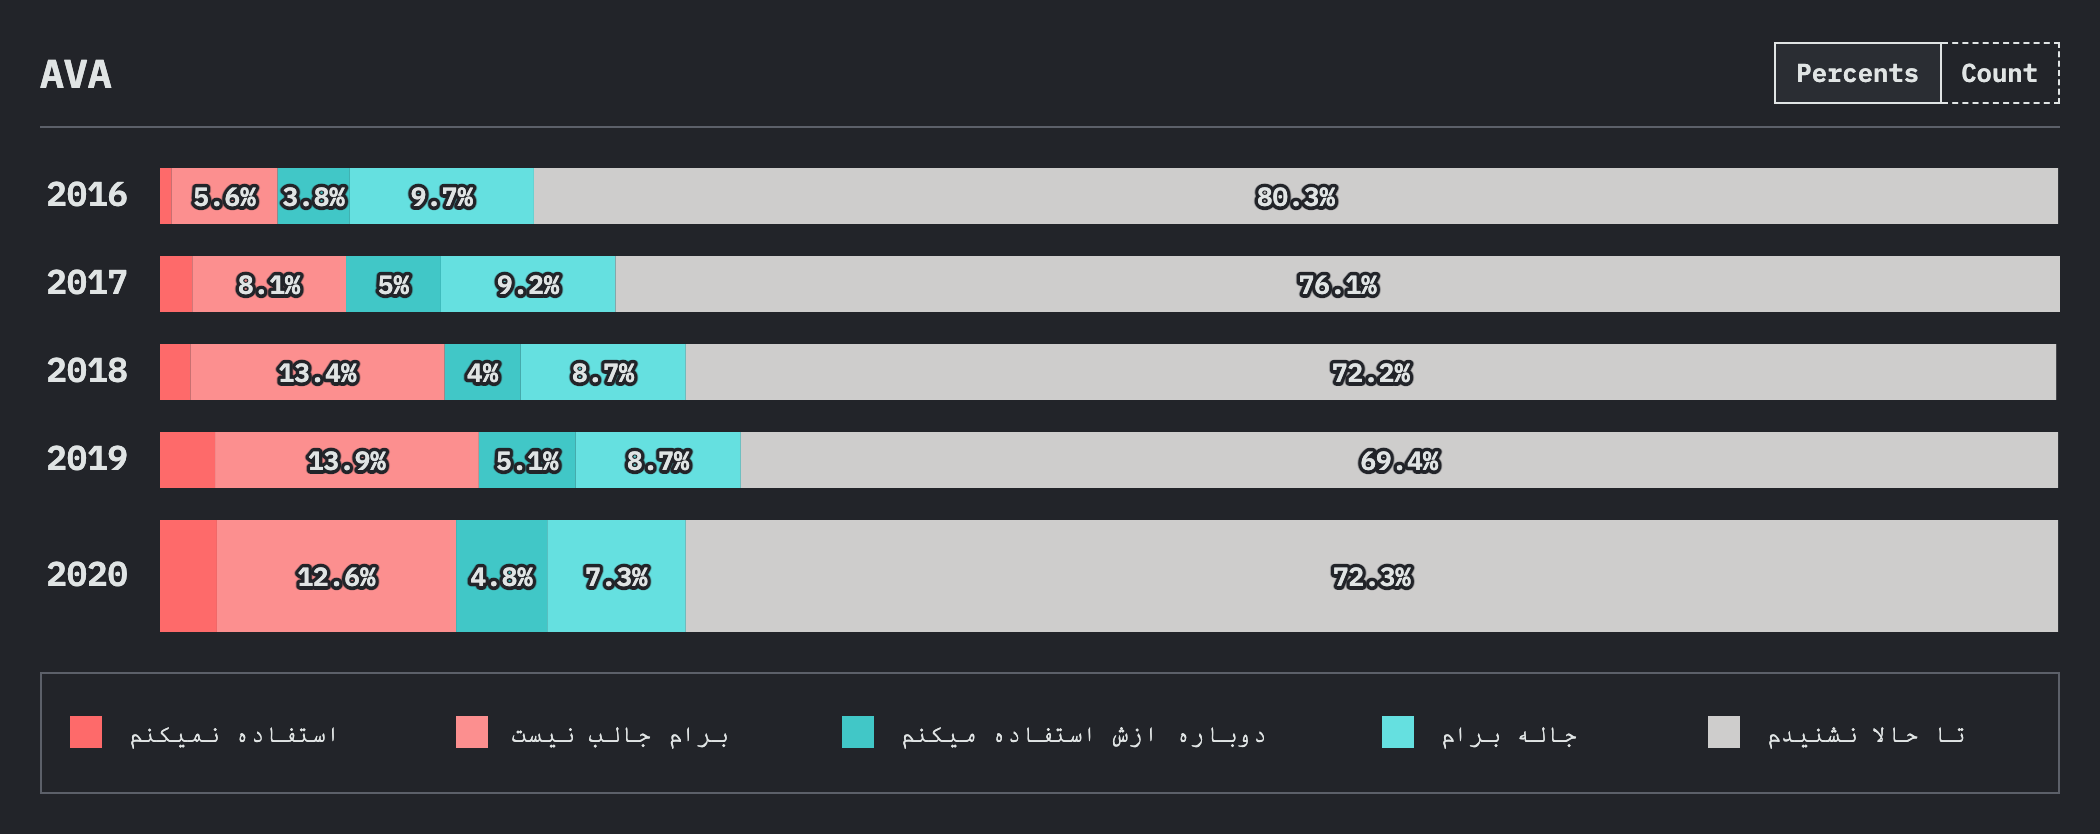 AVA
Percents Count
2016 5.6% 3.8% 9.7% 80.3%
2017 8.1% 5% 9.2% 76.1%
2018 13.4% 4% 8.7% 72.2%
2019 13.9% 5.1% 8.7% 69.4%
2020 12.6% 4.8% 7.3% 72.3%
استفاده نمیکنم برام جالب نیست دوباره ازش استفاده میکنم جاله برام تا حالا نشنیدم